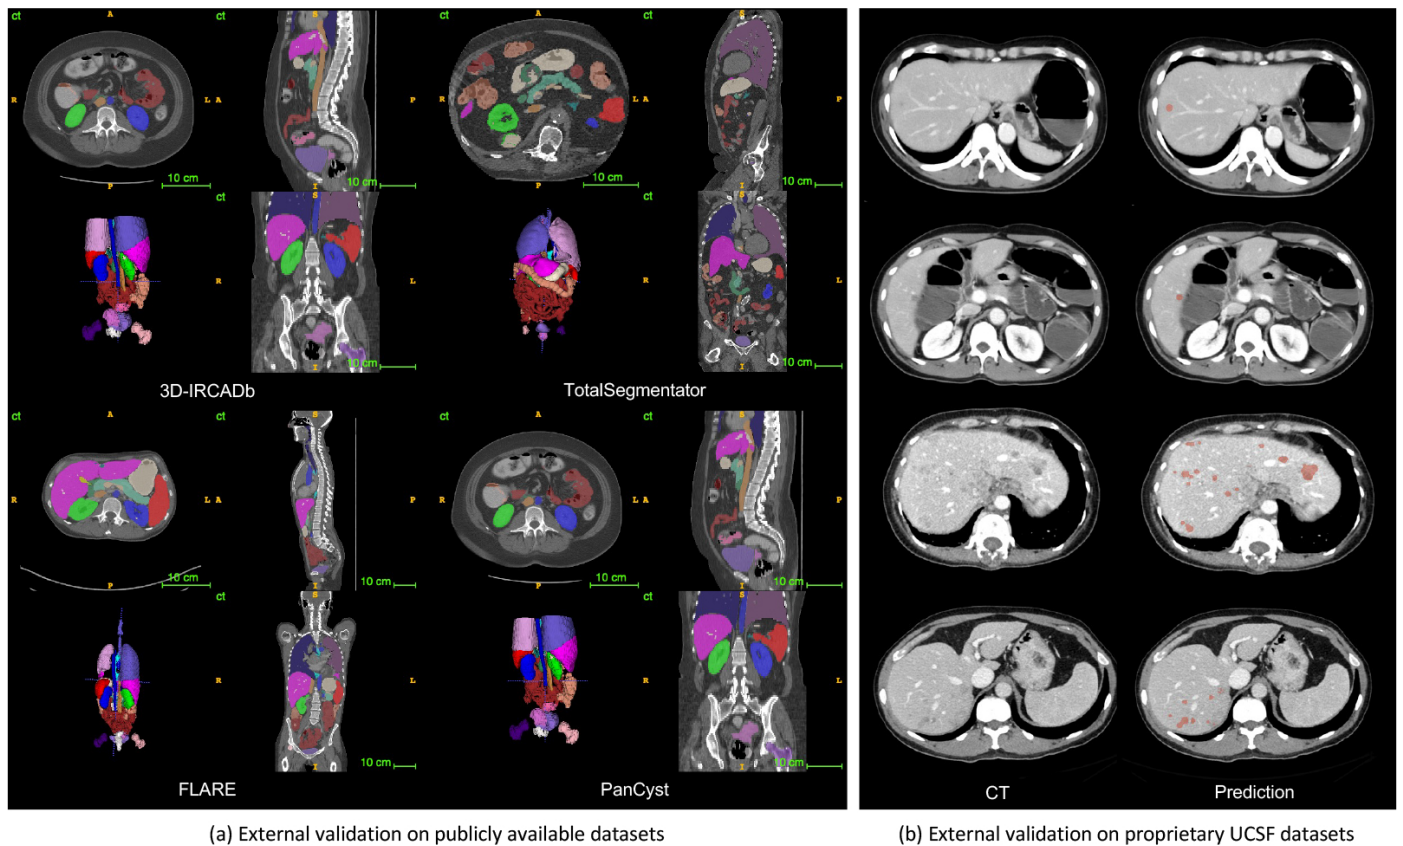 ct
A
R
L
P
10 cm
ct
S
A
P
I
10 cm
ct
A
R
L
P
10 cm
ct
S
A
P
I
10 cm
ct
S
R
L
I
10 cm
ct
S
R
L
I
10 cm
3D-IRCADb
TotalSegmentator
ct
A
R
L
P
10 cm
ct
S
A
P
I
10 cm
ct
A
R
L
P
10 cm
ct
S
A
P
I
10 cm
ct
S
R
L
I
10 cm
ct
S
R
L
I
10 cm
FLARE
PanCyst
CT
Prediction
(a) External validation on publicly available datasets
(b) External validation on proprietary UCSF datasets